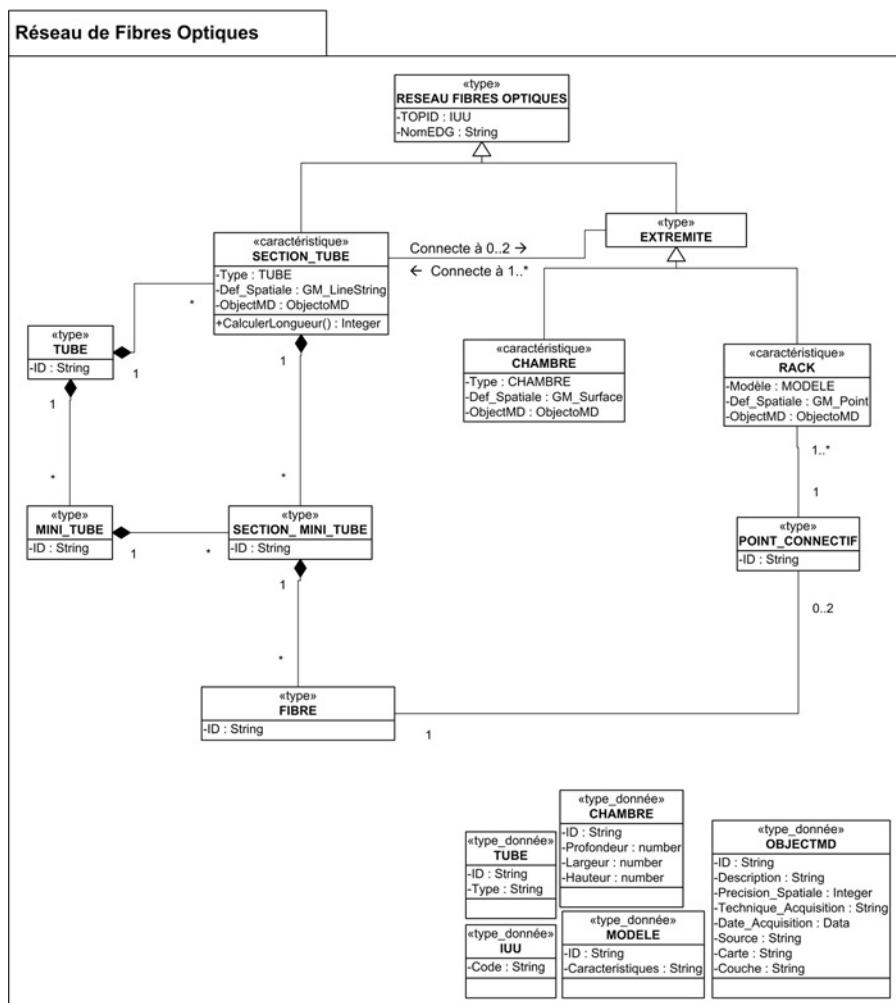 Réseau de Fibres Optiques
«type»
RESEAU FIBRES OPTIQUES
-TOPID : IUU
-NomEDG : String
«caractéristique»
SECTION_TUBE
-Type : TUBE
-Def_Spatiale : GM_LineString
-ObjectMD : ObjectoMD
+CalculerLongueur() : Integer
Connecte à 0..2 →
← Connecte à 1..*
«type»
EXTREMITE
*
1
«type»
TUBE
-ID : String
1
1
«caractéristique»
CHAMBRE
-Type : CHAMBRE
-Def_Spatiale : GM_Surface
-ObjectMD : ObjectoMD
«caractéristique»
RACK
-Modèle : MODELE
-Def_Spatiale : GM_Point
-ObjectMD : ObjectoMD
1..*
1
*
*
«type»
MINI_TUBE
-ID : String
1
*
«type»
SECTION_ MINI_TUBE
-ID : String
1
«type»
POINT_CONNECTIF
-ID : String
0..2
*
«type»
FIBRE
-ID : String
1
«type_donnée»
TUBE
-ID : String
-Type : String
«type_donnée»
CHAMBRE
-ID : String
-Profondeur : number
-Largeur : number
-Hauteur : number
«type_donnée»
OBJECTMD
-ID : String
-Description : String
-Precision_Spatiale : Integer
-Technique_Acquisition : String
-Date_Acquisition : Data
-Source : String
-Carte : String
-Couche : String
«type_donnée»
IUU
-Code : String
«type_donnée»
MODELE
-ID : String
-Caracteristiques : String